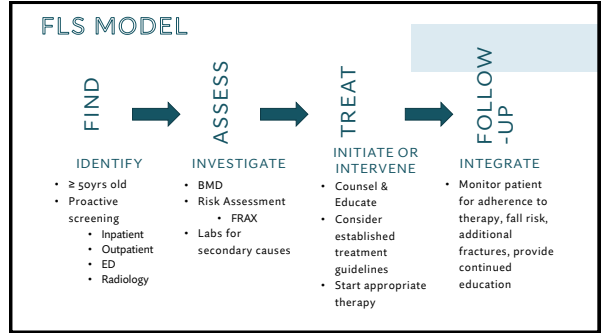 FLS MODEL
FIND
IDENTIFY
• ≥ 50yrs old
• Proactive
screening
• Inpatient
• Outpatient
• ED
• Radiology
ASSESS
INVESTIGATE
• BMD
• Risk Assessment
• FRAX
• Labs for
secondary causes
TREAT
INITIATE OR
INTERVENE
• Counsel &
Educate
• Consider
established
treatment
guidelines
• Start appropriate
therapy
FOLLOW
-UP
INTEGRATE
• Monitor patient
for adherence to
therapy, fall risk,
additional
fractures, provide
continued
education